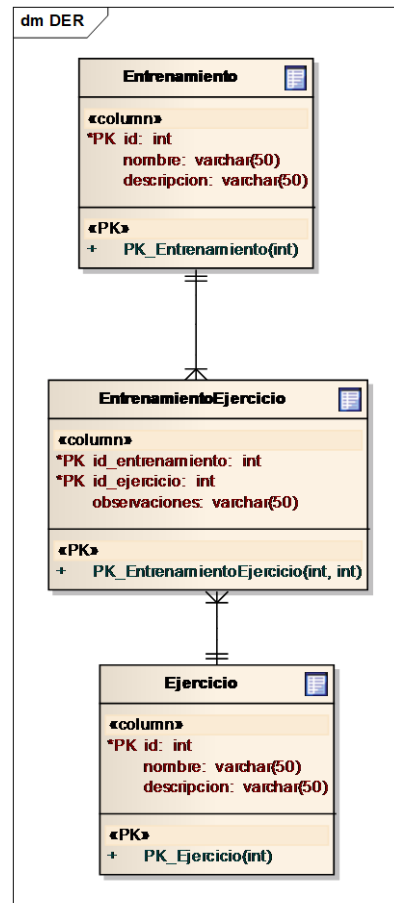 dm DER
Entrenamiento
«column»
*PK id: int
nombre: varchar(50)
descripcion: varchar(50)
«PK»
+ PK_Entrenamiento(int)
EntrenamientoEjercicio
«column»
*PK id_entrenamiento: int
*PK id_ejercicio: int
observaciones: varchar(50)
«PK»
+ PK_EntrenamientoEjercicio(int, int)
Ejercicio
«column»
*PK id: int
nombre: varchar(50)
descripcion: varchar(50)
«PK»
+ PK_Ejercicio(int)